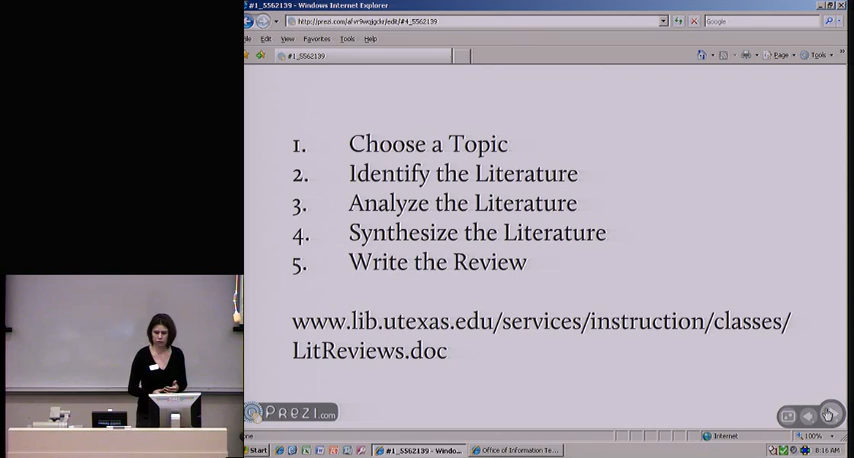 #1_5562139 - Windows Internet Explorer
http://prezi.com/afvr9wqjgckr/edit/#4_5562139
Google
Edit View Favorites Tools Help
#1_5562139
Page Tools
1. Choose a Topic
2. Identify the Literature
3. Analyze the Literature
4. Synthesize the Literature
5. Write the Review
www.lib.utexas.edu/services/instruction/classes/
LitReviews.doc
PREZI.com
Internet
100%
Start
#1_5562139 - Windo...
Office of Information Te...
8:16 AM